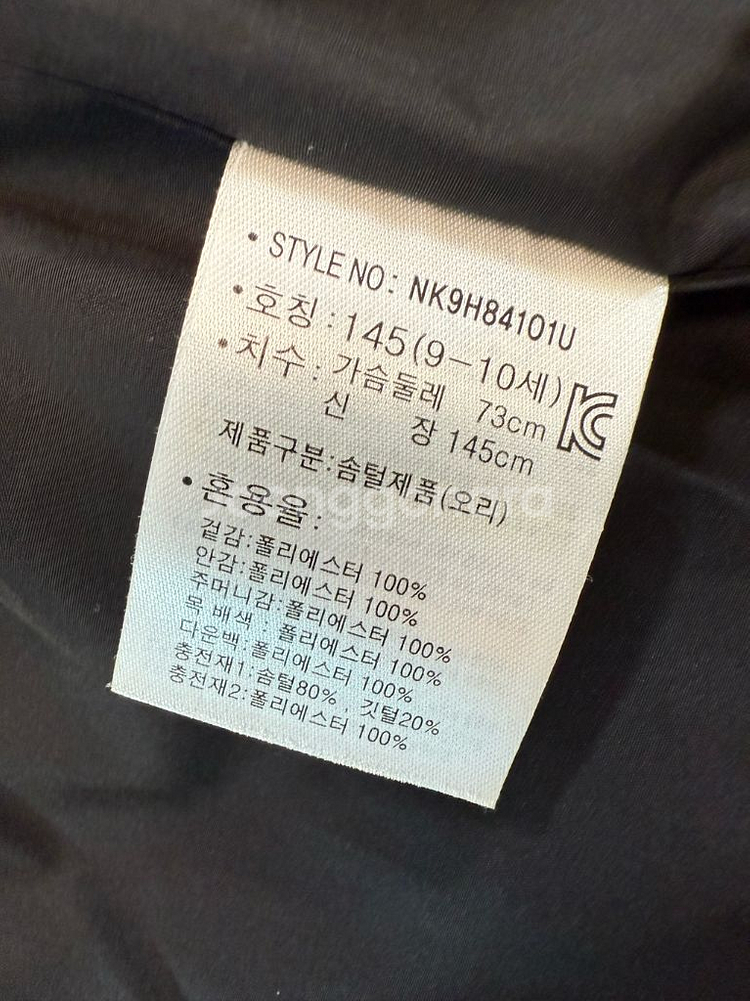 • STYLE NO: NK9H84101U
• 호칭 : 145(9-10세)
• 치수 : 가슴둘레 73cm
신 장 145cm
제품구분:솜털제품(오리)
• 혼용율 :
겉감:폴리에스터 100%
안감:폴리에스터 100%
주머니감:폴리에스터 100%
목 배색 : 폴리에스터 100%
다운백:폴리에스터 100%
충전재1:솜털80% , 깃털20%
충전재2:폴리에스터 100%